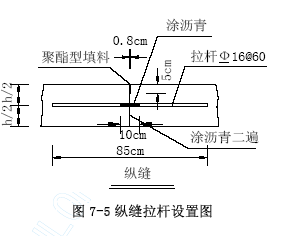 涂沥青
0.8cm
聚酯型填料
拉杆Φ16@60
5cm
h/2h/2
10cm
涂沥青二遍
85cm
纵缝
图 7-5 纵缝拉杆设置图